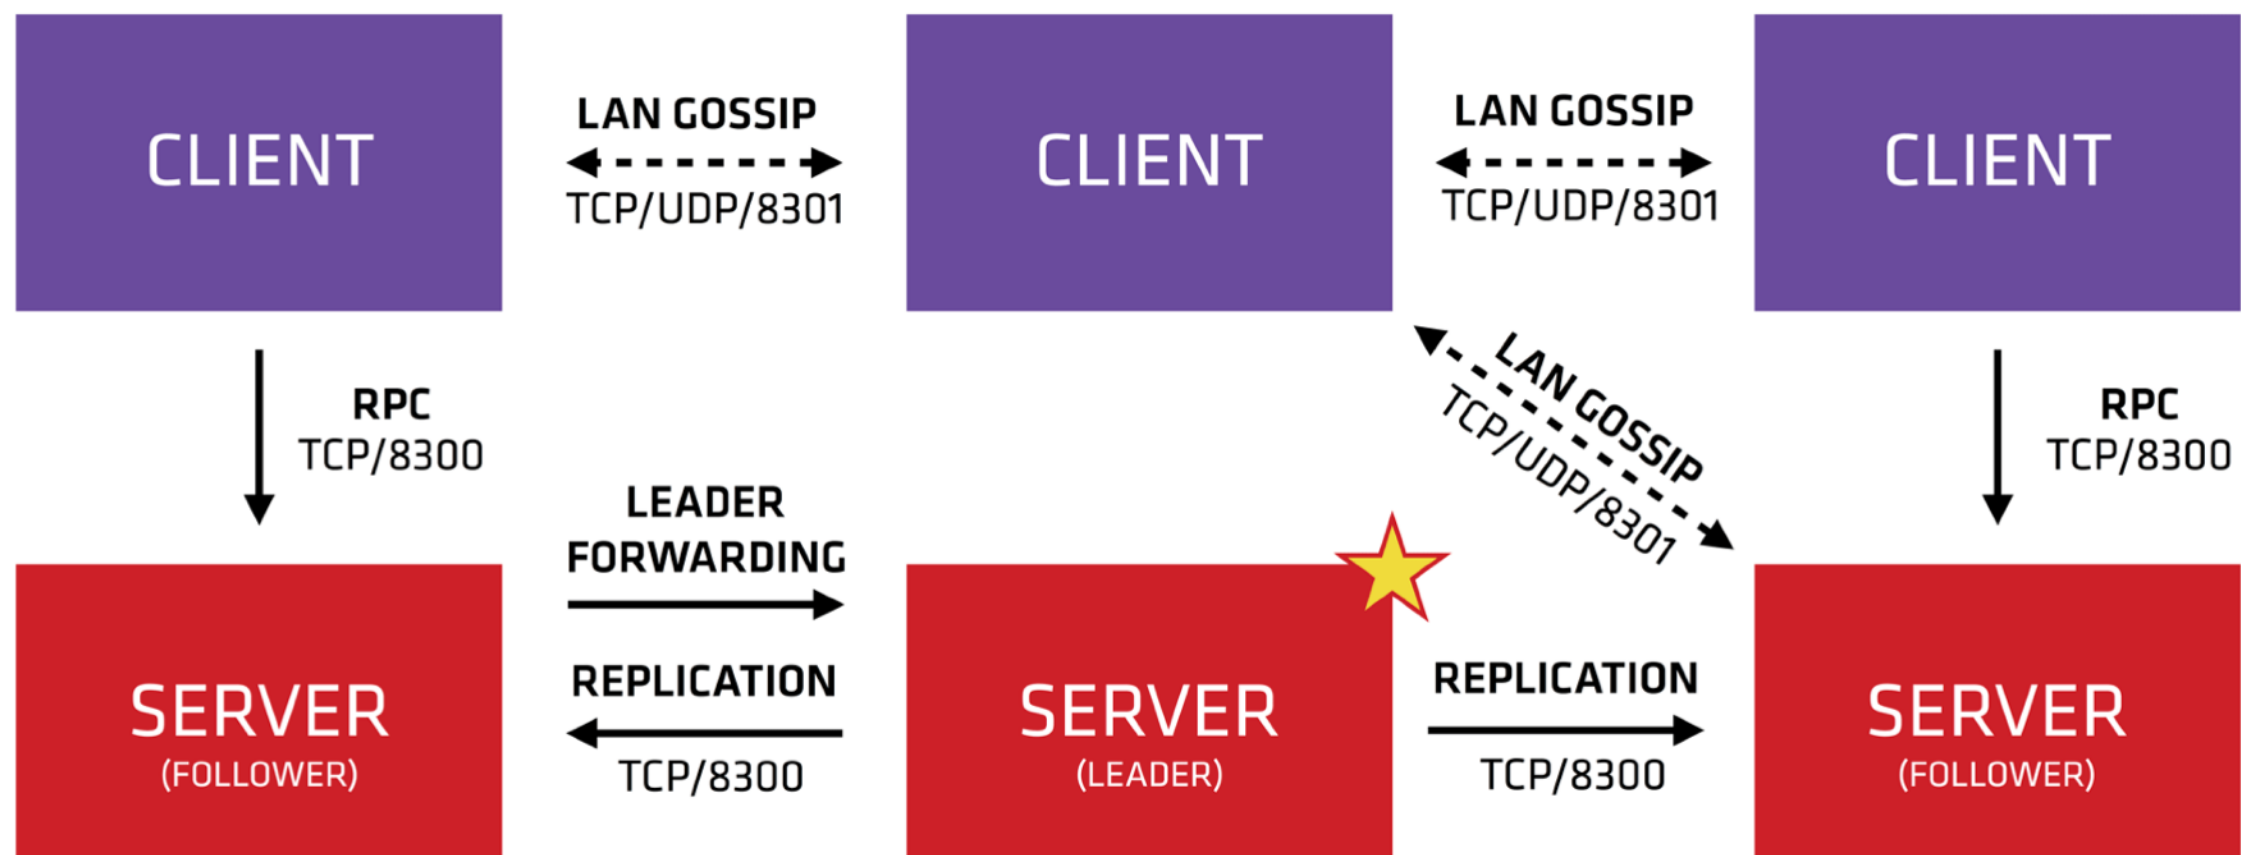 CLIENT
LAN GOSSIP
TCP/UDP/8301
CLIENT
LAN GOSSIP
TCP/UDP/8301
CLIENT
RPC
TCP/8300
LAN GOSSIP
TCP/UDP/8301
RPC
TCP/8300
LEADER
FORWARDING
SERVER
(FOLLOWER)
REPLICATION
TCP/8300
SERVER
(LEADER)
REPLICATION
TCP/8300
SERVER
(FOLLOWER)